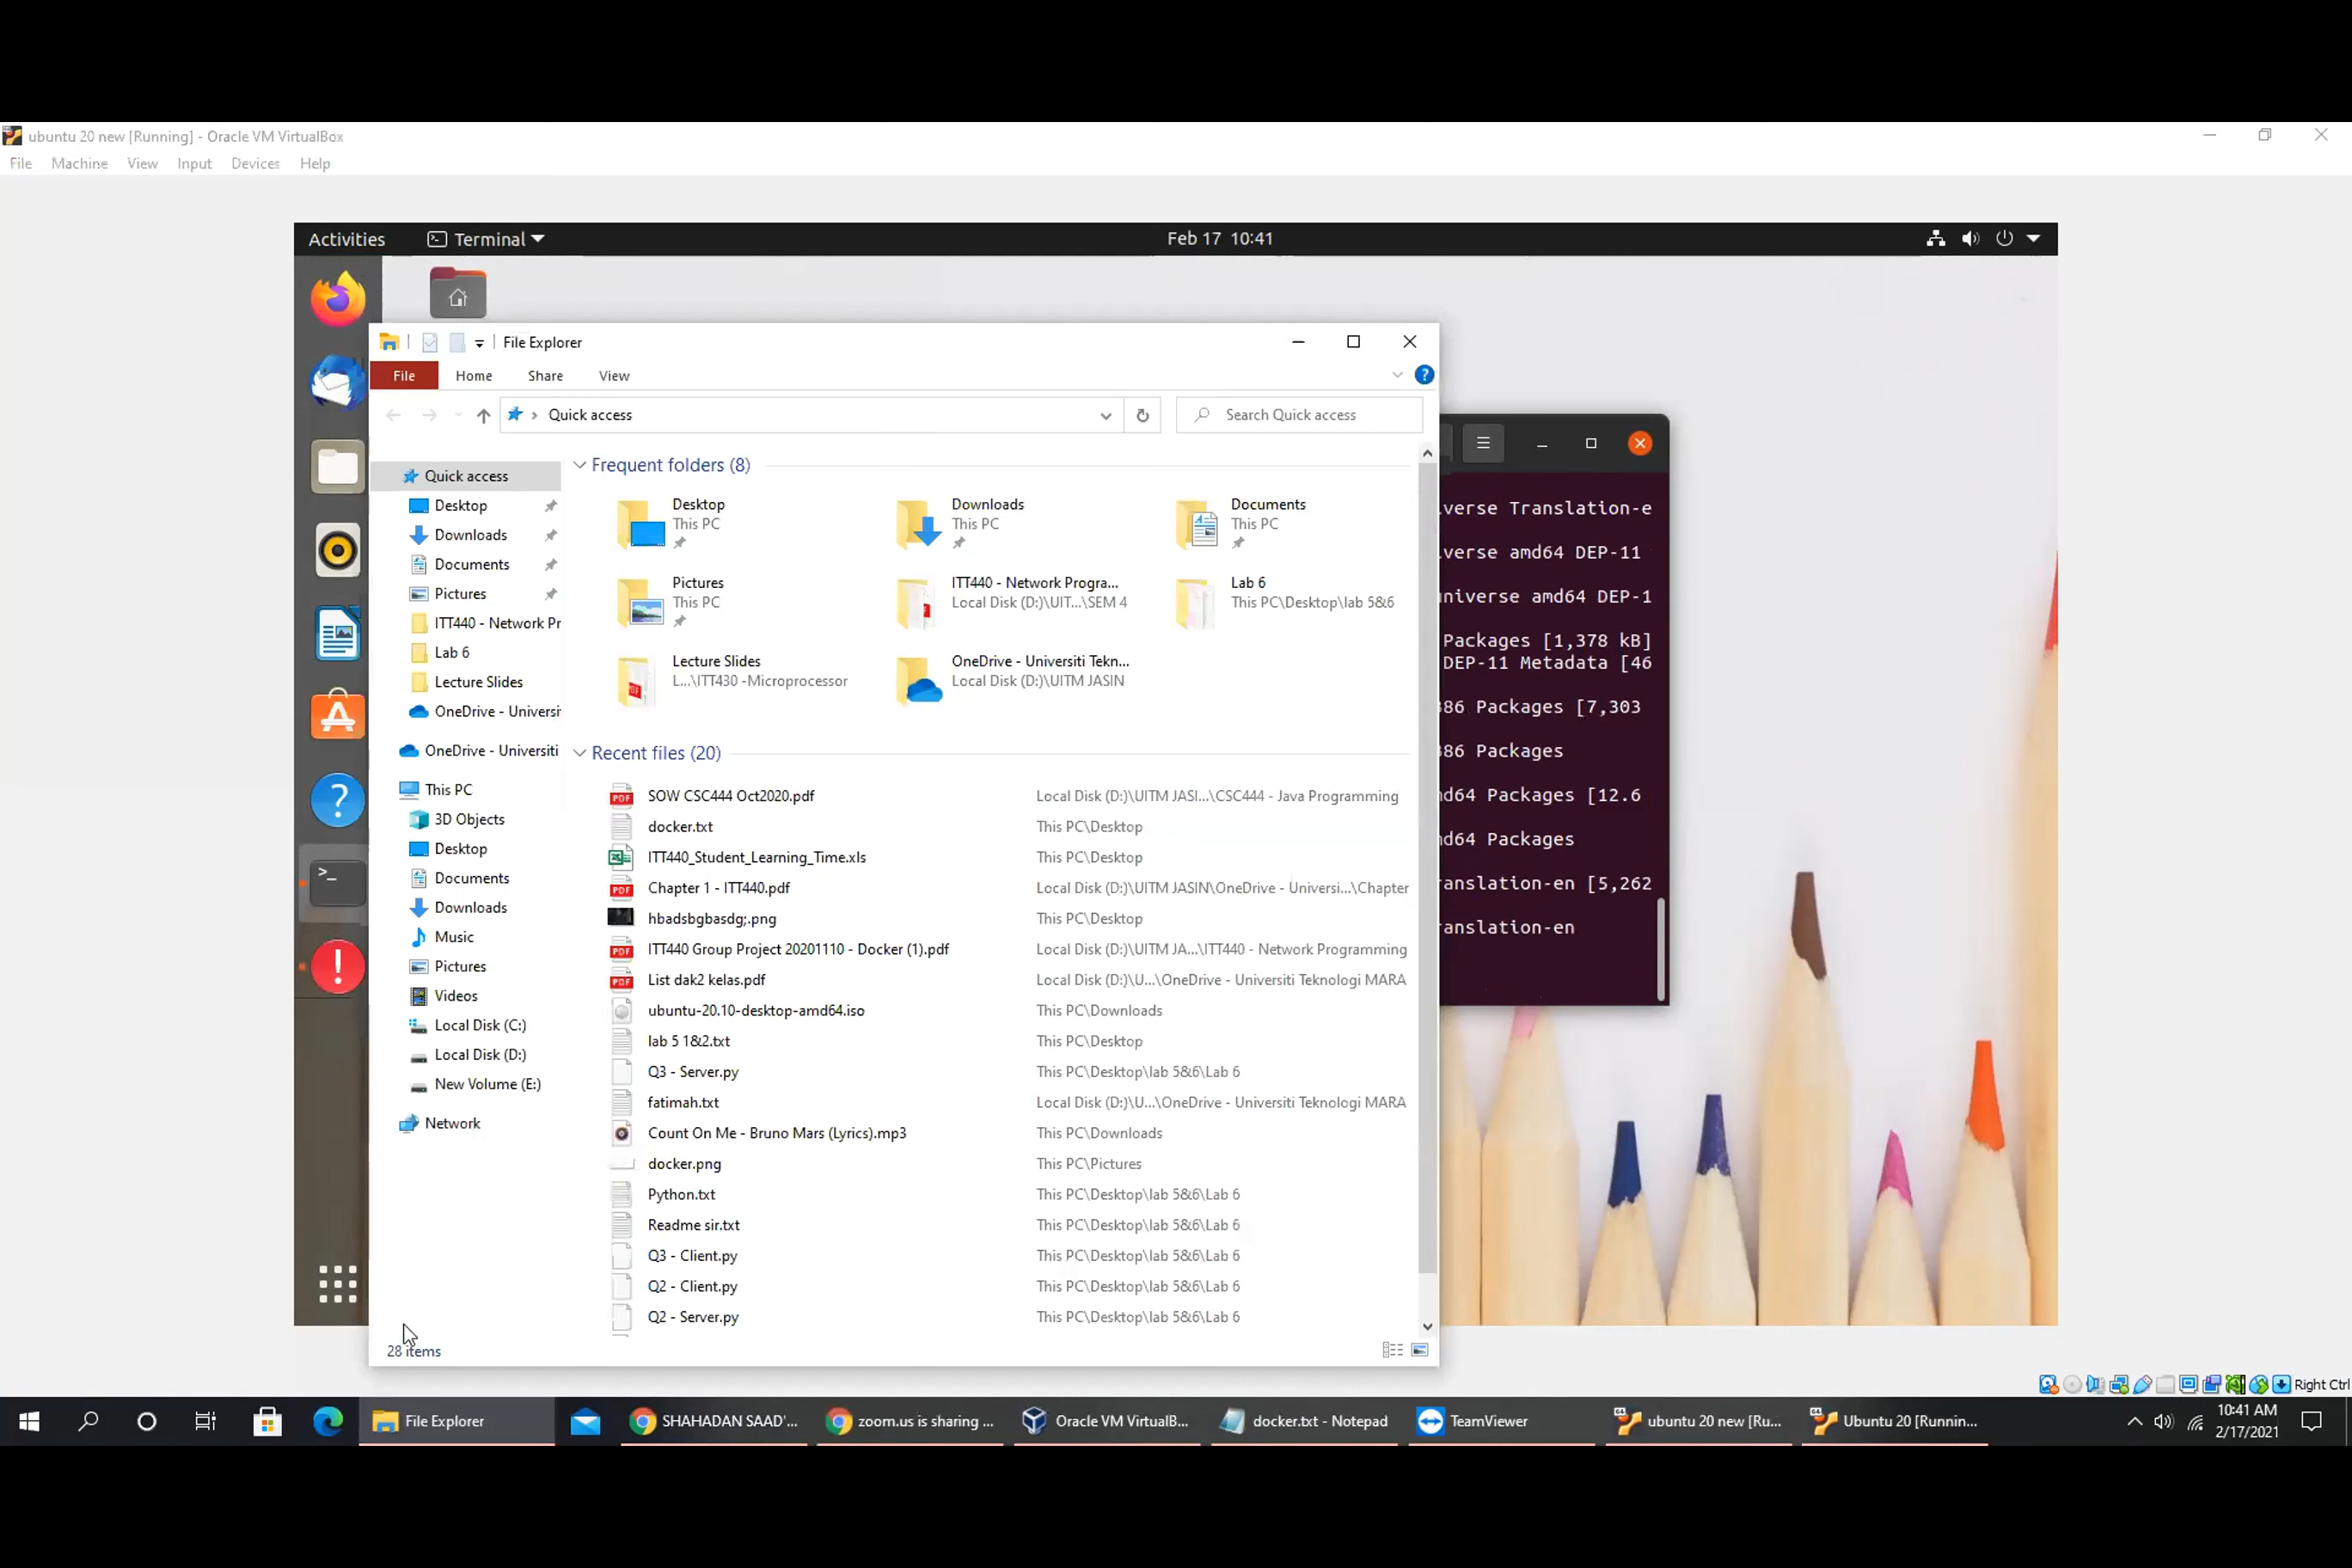 ubuntu 20 new [Running] - Oracle VM VirtualBox
File Machine View Input Devices Help
Activities Terminal Feb 17 10:41
File Explorer
File Home Share View
Quick access Search Quick access
Quick access
Desktop
Downloads
Documents
Pictures
ITT440 - Network Pr
Lab 6
Lecture Slides
OneDrive - Universit
OneDrive - Universiti
This PC
3D Objects
Desktop
Documents
Downloads
Music
Pictures
Videos
Local Disk (C:)
Local Disk (D:)
New Volume (E:)
Network
Frequent folders (8)
Desktop
This PC
Downloads
This PC
Documents
This PC
Pictures
This PC
ITT440 - Network Progra...
Local Disk (D:)\UIT...\SEM 4
Lab 6
This PC\Desktop\lab 5&6
Lecture Slides
L...\ITT430 -Microprocessor
OneDrive - Universiti Tekn...
Local Disk (D:)\UITM JASIN
Recent files (20)
SOW CSC444 Oct2020.pdf Local Disk (D:)\UITM JASI...\CSC444 - Java Programming
docker.txt This PC\Desktop
ITT440_Student_Learning_Time.xls This PC\Desktop
Chapter 1 - ITT440.pdf Local Disk (D:)\UITM JASIN\OneDrive - Universi...\Chapter
hbadsbgbasdg;.png This PC\Desktop
ITT440 Group Project 20201110 - Docker (1).pdf Local Disk (D:)\UITM JA...\ITT440 - Network Programming
List dak2 kelas.pdf Local Disk (D:)\U...\OneDrive - Universiti Teknologi MARA
ubuntu-20.10-desktop-amd64.iso This PC\Downloads
lab 5 1&2.txt This PC\Desktop
Q3 - Server.py This PC\Desktop\lab 5&6\Lab 6
fatimah.txt Local Disk (D:)\U...\OneDrive - Universiti Teknologi MARA
Count On Me - Bruno Mars (Lyrics).mp3 This PC\Downloads
docker.png This PC\Pictures
Python.txt This PC\Desktop\lab 5&6\Lab 6
Readme sir.txt This PC\Desktop\lab 5&6\Lab 6
Q3 - Client.py This PC\Desktop\lab 5&6\Lab 6
Q2 - Client.py This PC\Desktop\lab 5&6\Lab 6
Q2 - Server.py This PC\Desktop\lab 5&6\Lab 6
28 items
verse Translation-e
verse amd64 DEP-11
niverse amd64 DEP-1
Packages [1,378 kB]
DEP-11 Metadata [46
86 Packages [7,303
86 Packages
d64 Packages [12.6
d64 Packages
anslation-en [5,262
anslation-en
Right Ctrl
File Explorer SHAHADAN SAAD'... zoom.us is sharing ... Oracle VM VirtualB... docker.txt - Notepad TeamViewer ubuntu 20 new [Ru... Ubuntu 20 [Runnin...
10:41 AM
2/17/2021